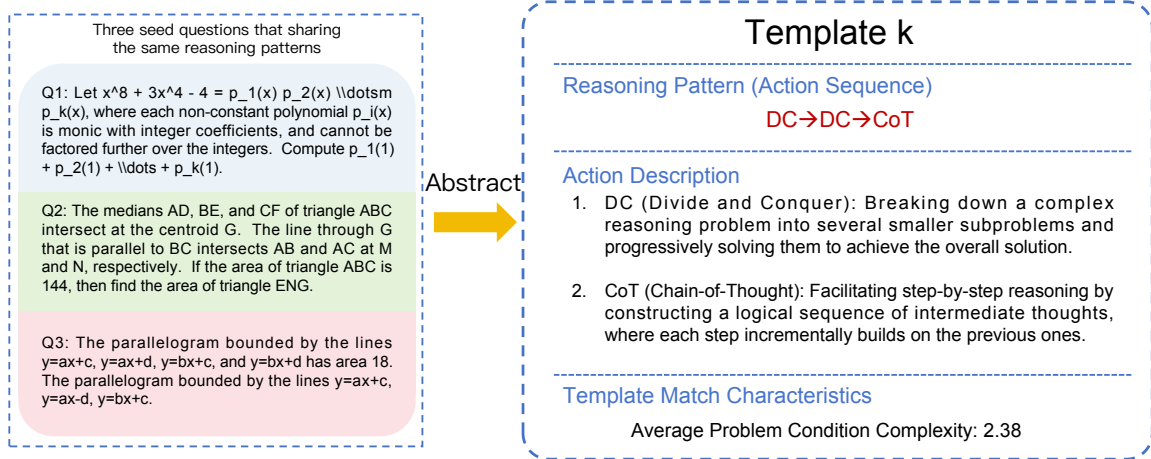 Three seed questions that sharing
the same reasoning patterns
Q1: Let x^8 + 3x^4 - 4 = p_1(x) p_2(x) \\dotsm
p_k(x), where each non-constant polynomial p_i(x)
is monic with integer coefficients, and cannot be
factored further over the integers. Compute p_1(1)
+ p_2(1) + \\dots + p_k(1).
Q2: The medians AD, BE, and CF of triangle ABC
intersect at the centroid G. The line through G
that is parallel to BC intersects AB and AC at M
and N, respectively. If the area of triangle ABC is
144, then find the area of triangle ENG.
Q3: The parallelogram bounded by the lines
y=ax+c, y=ax+d, y=bx+c, and y=bx+d has area 18.
The parallelogram bounded by the lines y=ax+c,
y=ax-d, y=bx+c.
Abstract
Template k
Reasoning Pattern (Action Sequence)
DC→DC→CoT
Action Description
1. DC (Divide and Conquer): Breaking down a complex
reasoning problem into several smaller subproblems and
progressively solving them to achieve the overall solution.
2. CoT (Chain-of-Thought): Facilitating step-by-step reasoning by
constructing a logical sequence of intermediate thoughts,
where each step incrementally builds on the previous ones.
Template Match Characteristics
Average Problem Condition Complexity: 2.38